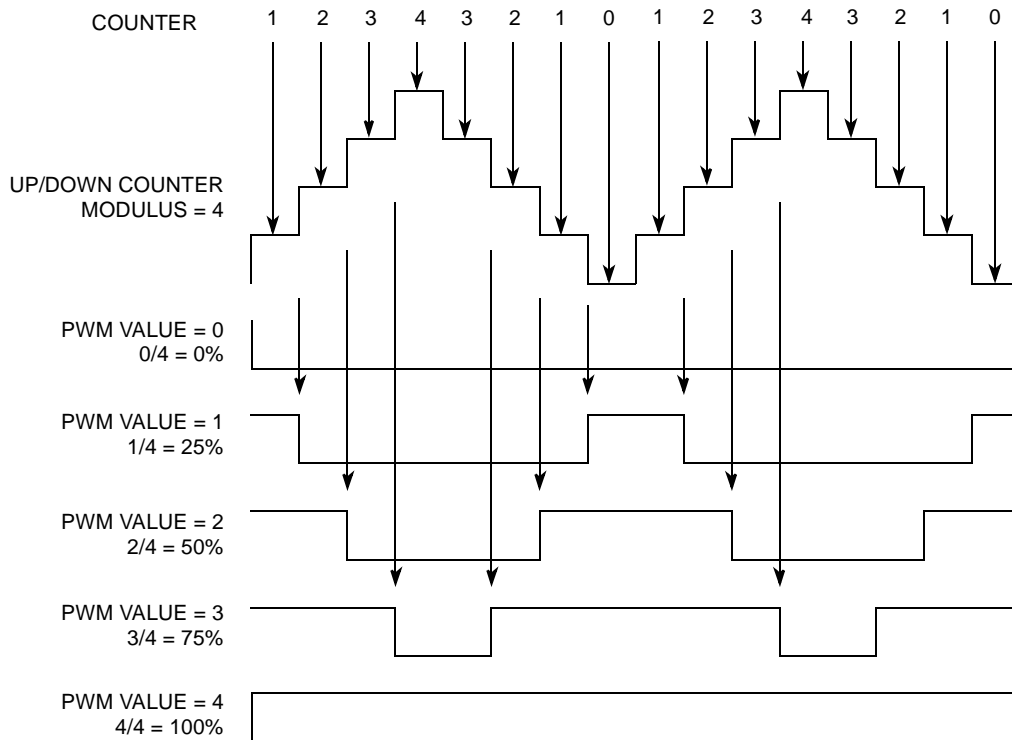 COUNTER 1 2 3 4 3 2 1 0 1 2 3 4 3 2 1 0
UP/DOWN COUNTER
MODULUS = 4
PWM VALUE = 0
0/4 = 0%
PWM VALUE = 1
1/4 = 25%
PWM VALUE = 2
2/4 = 50%
PWM VALUE = 3
3/4 = 75%
PWM VALUE = 4
4/4 = 100%